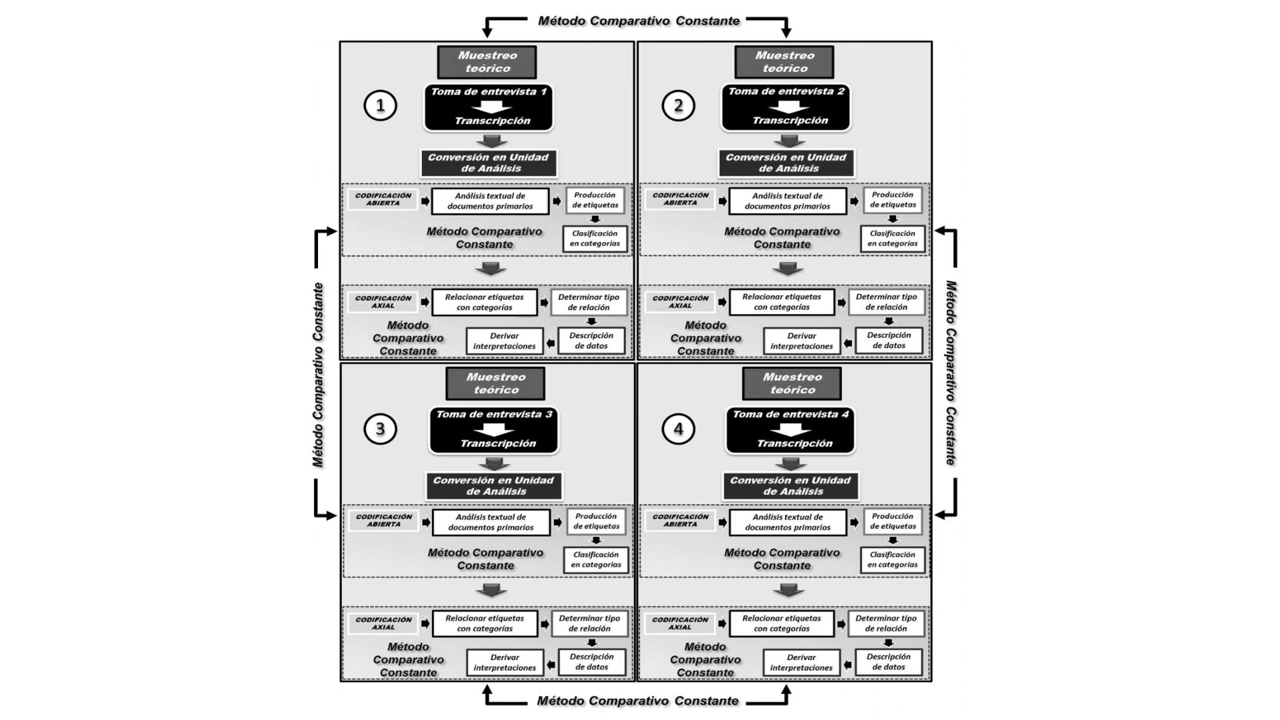 Método Comparativo Constante
Muestreo
teórico
1
Toma de entrevista 1
Transcripción
Conversión en Unidad
de Análisis
CODIFICACIÓN
ABIERTA
Análisis textual de
documentos primarios
Producción
de etiquetas
Método Comparativo
Constante
Clasificación
en categorías
CODIFICACIÓN
AXIAL
Relacionar etiquetas
con categorías
Determinar tipo
de relación
Método
Comparativo
Constante
Derivar
interpretaciones
Descripción
de datos
Muestreo
teórico
2
Toma de entrevista 2
Transcripción
Conversión en Unidad
de Análisis
CODIFICACIÓN
ABIERTA
Análisis textual de
documentos primarios
Producción
de etiquetas
Método Comparativo
Constante
Clasificación
en categorías
CODIFICACIÓN
AXIAL
Relacionar etiquetas
con categorías
Determinar tipo
de relación
Método
Comparativo
Constante
Derivar
interpretaciones
Descripción
de datos
Método Comparativo Constante
Método Comparativo Constante
Muestreo
teórico
3
Toma de entrevista 3
Transcripción
Conversión en Unidad
de Análisis
CODIFICACIÓN
ABIERTA
Análisis textual de
documentos primarios
Producción
de etiquetas
Método Comparativo
Constante
Clasificación
en categorías
CODIFICACIÓN
AXIAL
Relacionar etiquetas
con categorías
Determinar tipo
de relación
Método
Comparativo
Constante
Derivar
interpretaciones
Descripción
de datos
Muestreo
teórico
4
Toma de entrevista 4
Transcripción
Conversión en Unidad
de Análisis
CODIFICACIÓN
ABIERTA
Análisis textual de
documentos primarios
Producción
de etiquetas
Método Comparativo
Constante
Clasificación
en categorías
CODIFICACIÓN
AXIAL
Relacionar etiquetas
con categorías
Determinar tipo
de relación
Método
Comparativo
Constante
Derivar
interpretaciones
Descripción
de datos
Método Comparativo Constante